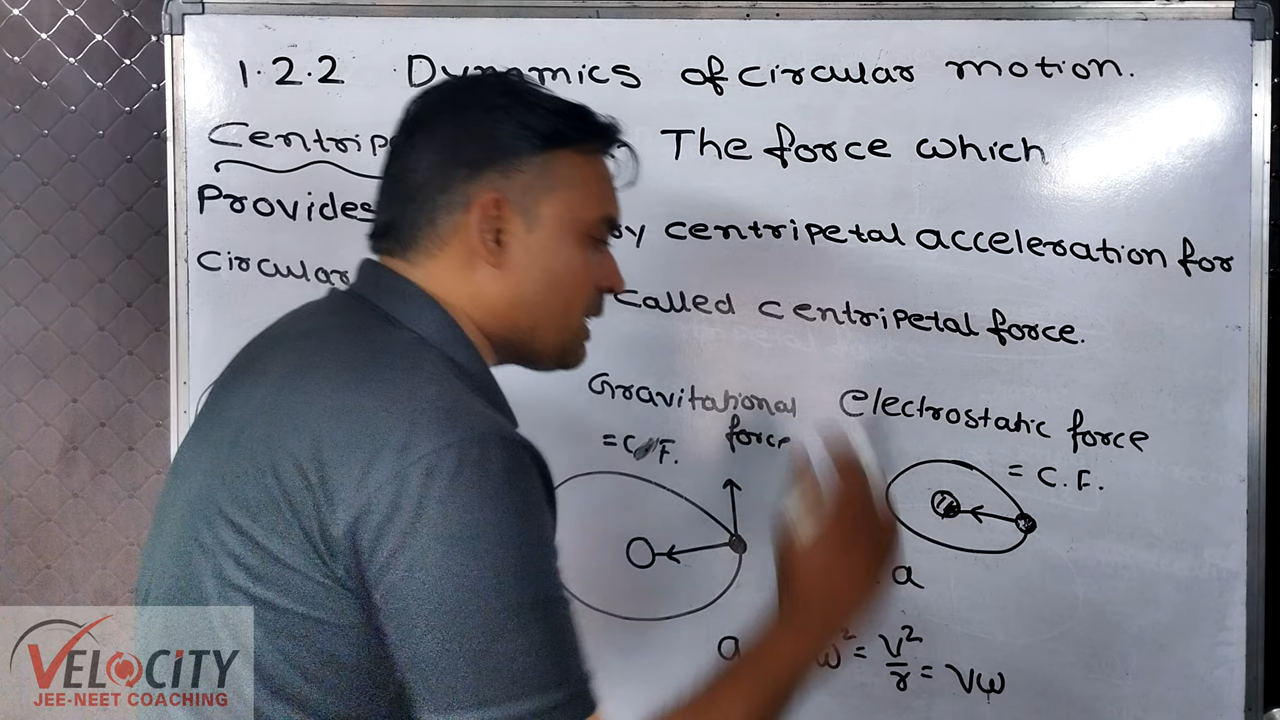 1.2.2 Dynamics of circular motion.
Centrip The force which
Provides centripetal acceleration for
Circular called centripetal force.
Gravitational force
= C.F.
Electrostatic force
= C.F.
a
a ω² = v²/r = vω
VELOCITY
JEE-NEET COACHING